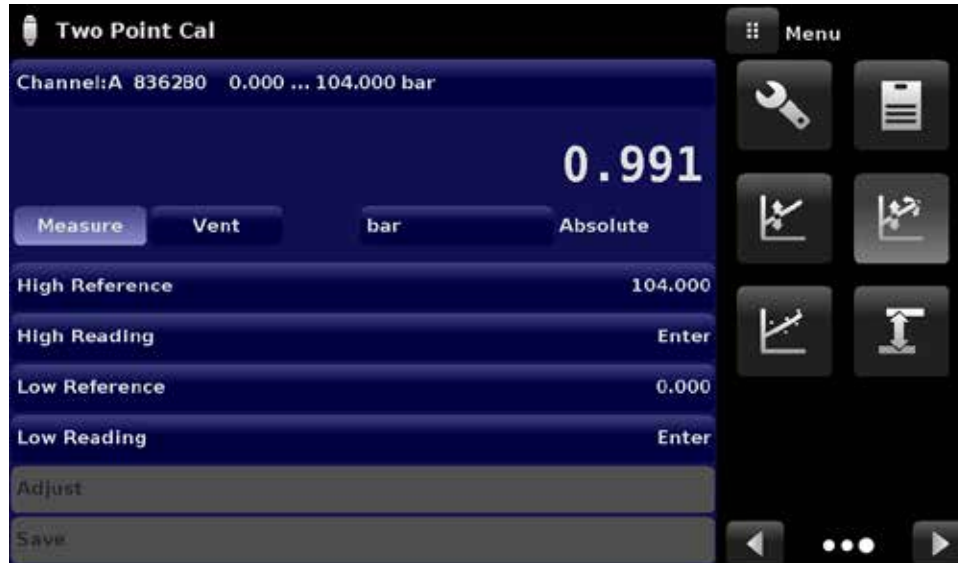 Two Point Cal
Menu
Channel:A 836280 0.000 ... 104.000 bar
0.991
Measure Vent bar Absolute
High Reference 104.000
High Reading Enter
Low Reference 0.000
Low Reading Enter
Adjust
Save